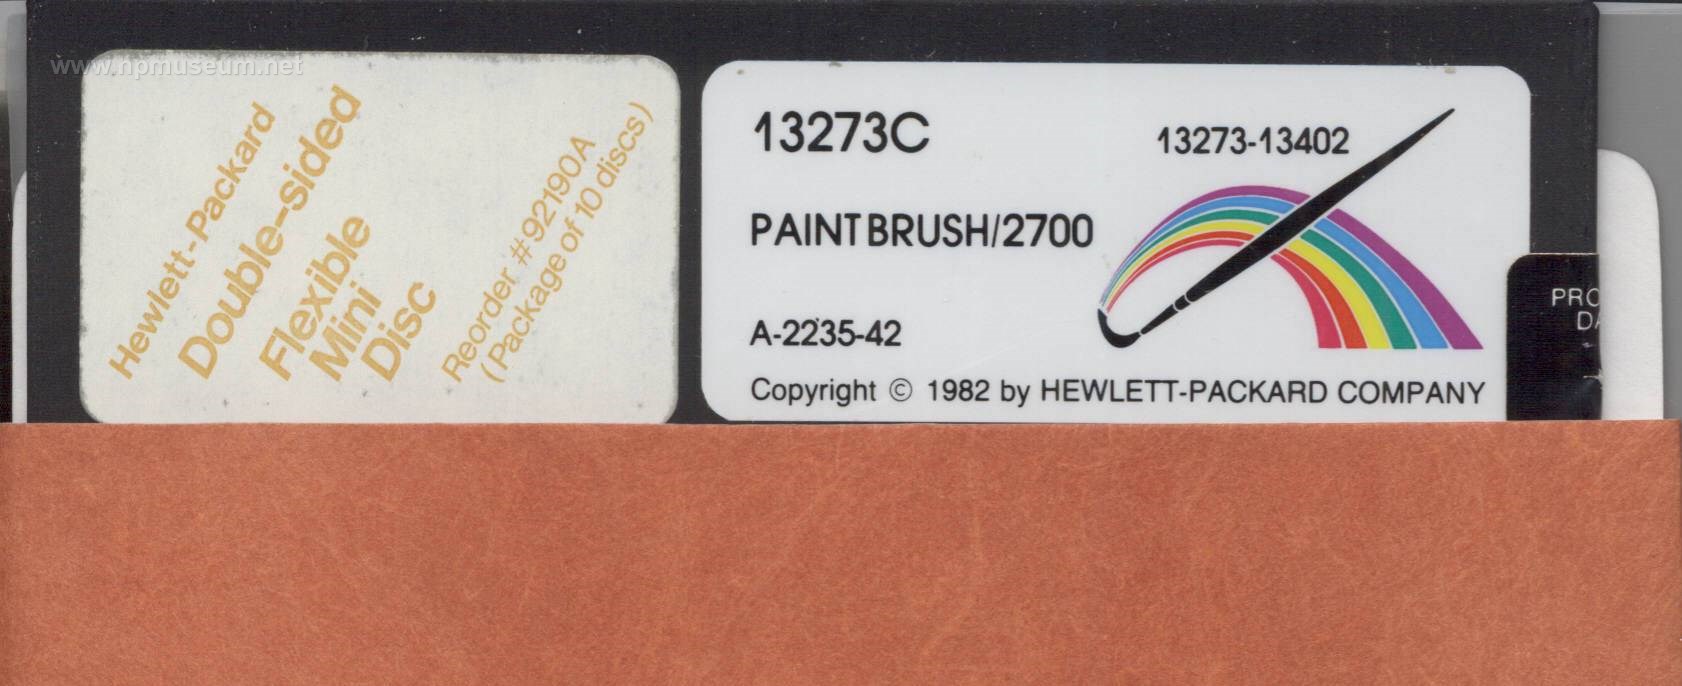 www.hpmuseum.net
Hewlett-Packard
Double-sided
Flexible
Mini
Disc
Reorder #92190A
(Package of 10 discs)
13273C
13273-13402
PAINTBRUSH/2700
A-2235-42
Copyright © 1982 by HEWLETT-PACKARD COMPANY